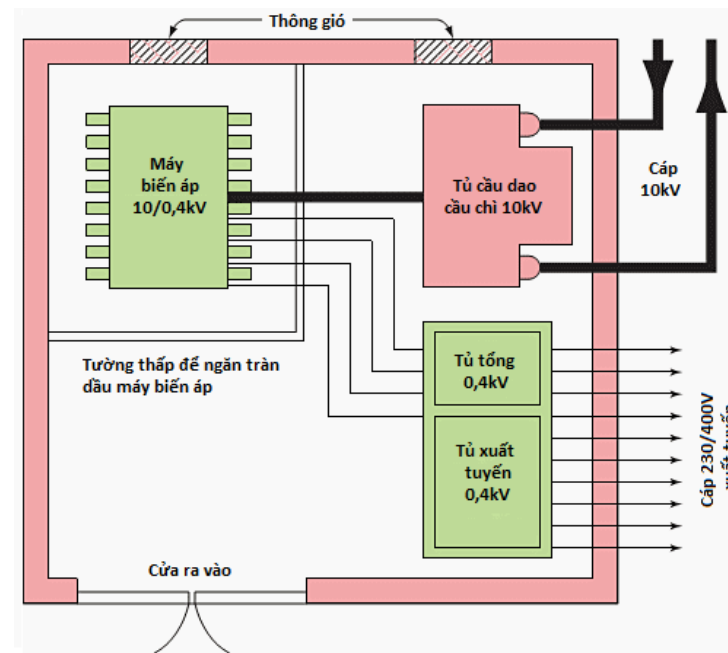 Thông gió
Máy
biến áp
10/0,4kV
Tủ cầu dao
cầu chì 10kV
Cáp
10kV
Tường thấp để ngăn tràn
dầu máy biến áp
Tủ tổng
0,4kV
Tủ xuất
tuyến
0,4kV
Cáp 230/400V
xuất tuyến
Cửa ra vào